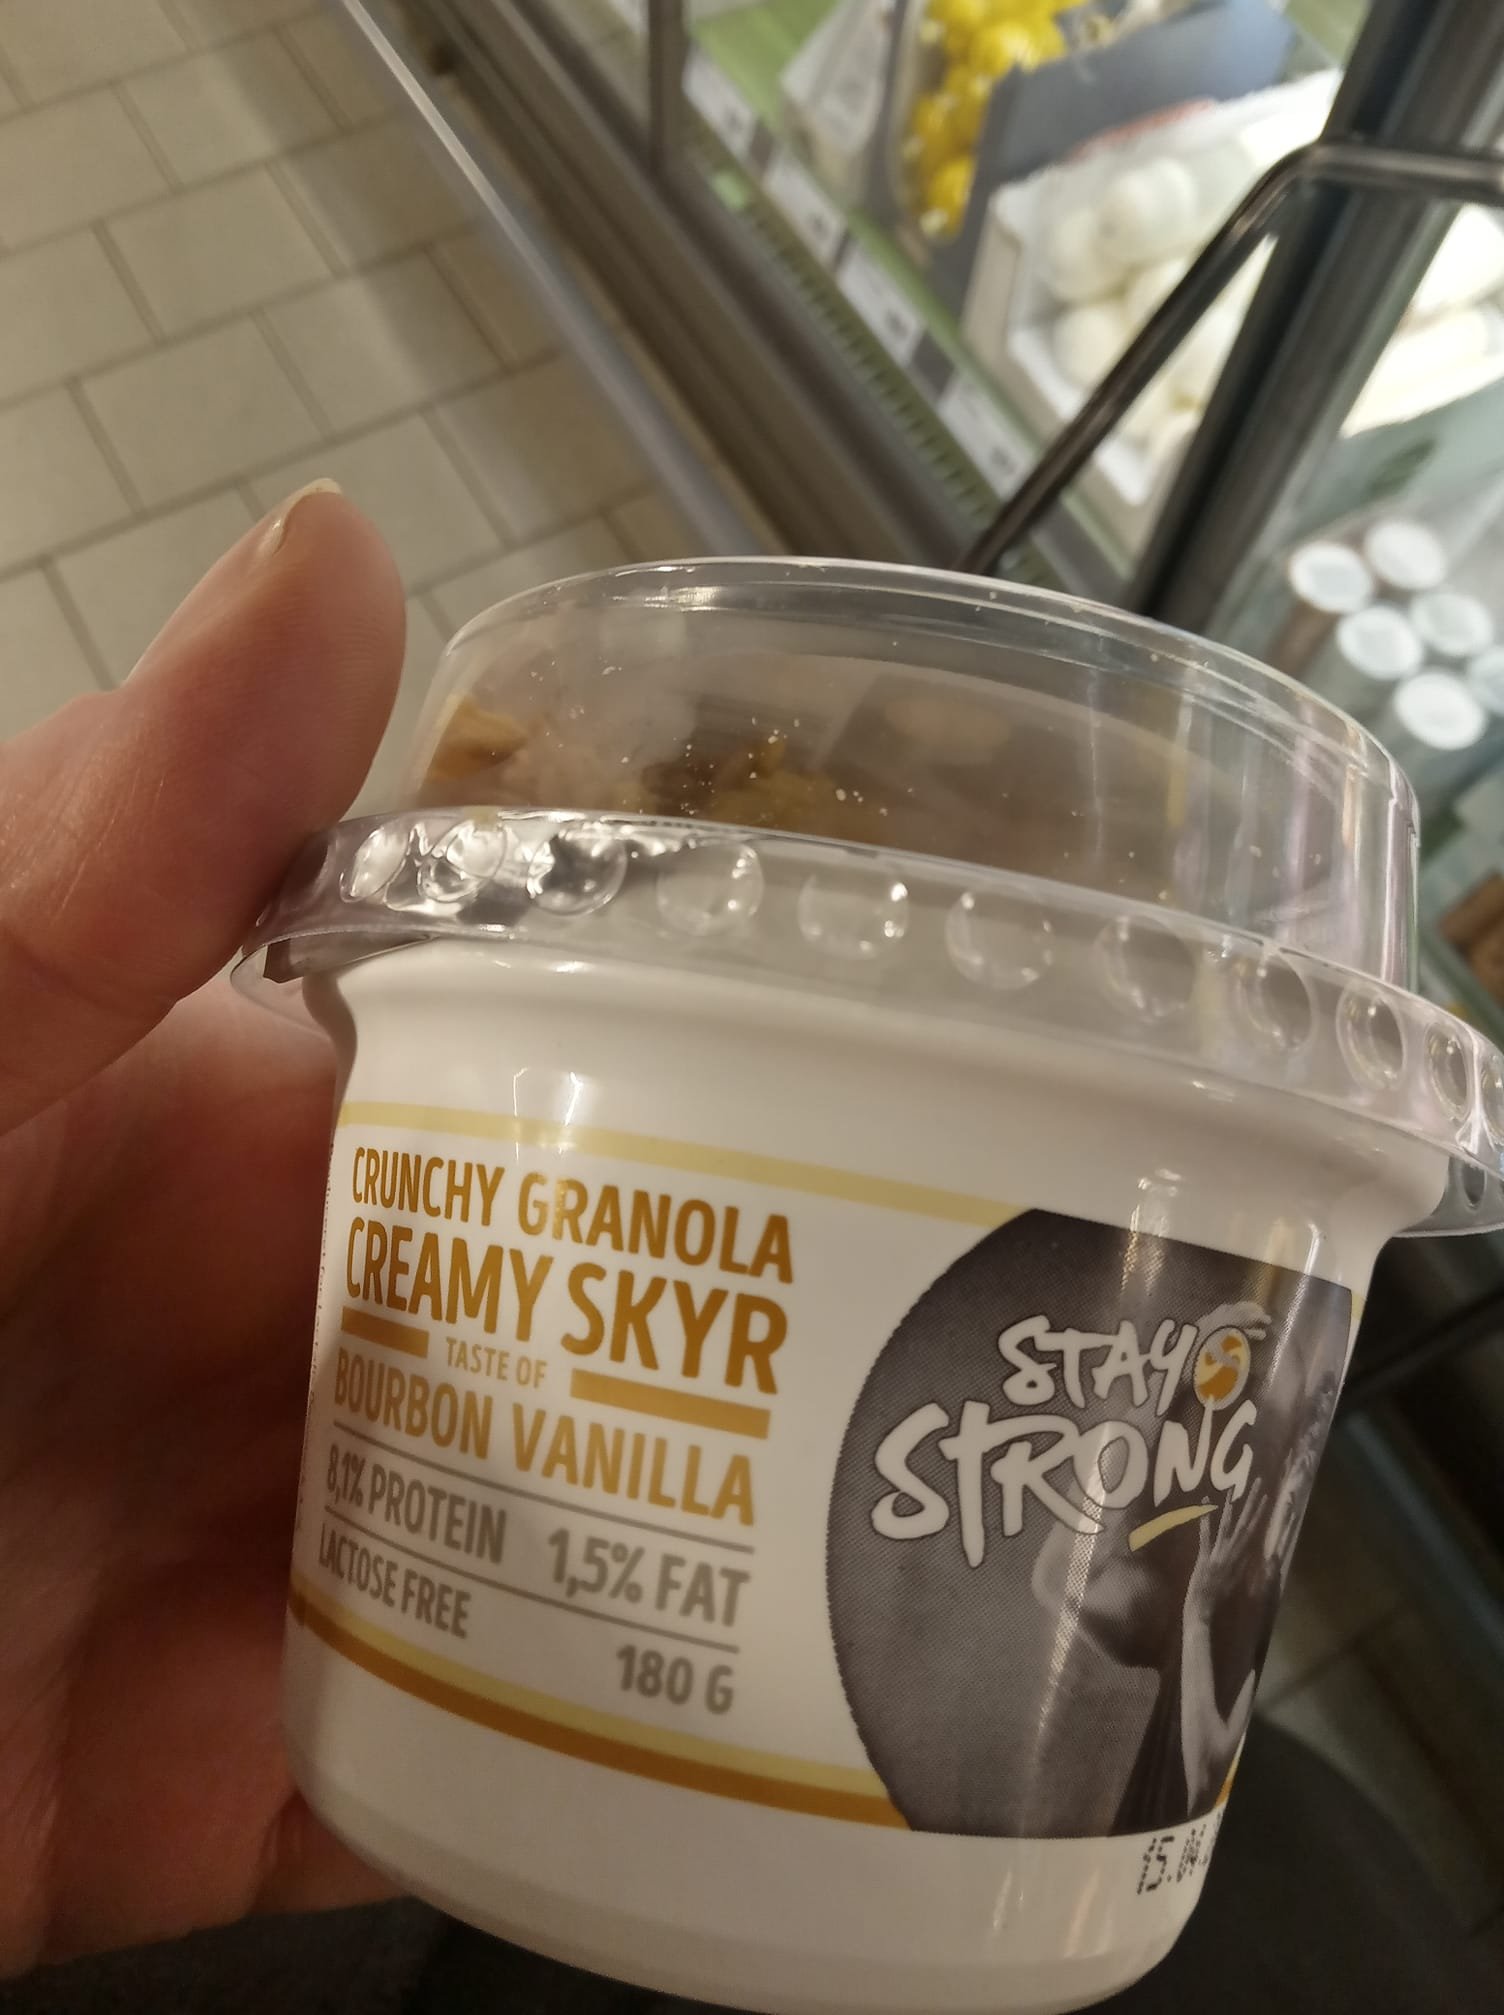 CRUNCHY GRANOLA
CREAMY SKYR
TASTE OF
BOURBON VANILLA
8,1% PROTEIN 1,5% FAT
LACTOSE FREE
180 G
STAY
STRONG
15.